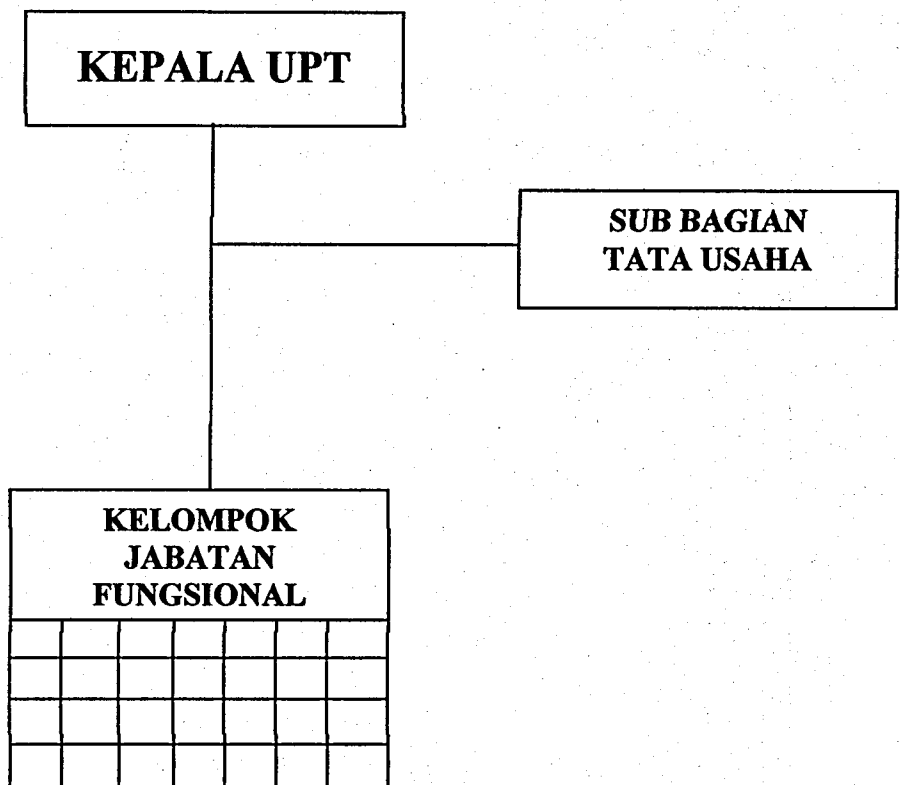 KEPALA UPT
SUB BAGIAN
TATA USAHA
KELOMPOK
JABATAN
FUNGSIONAL